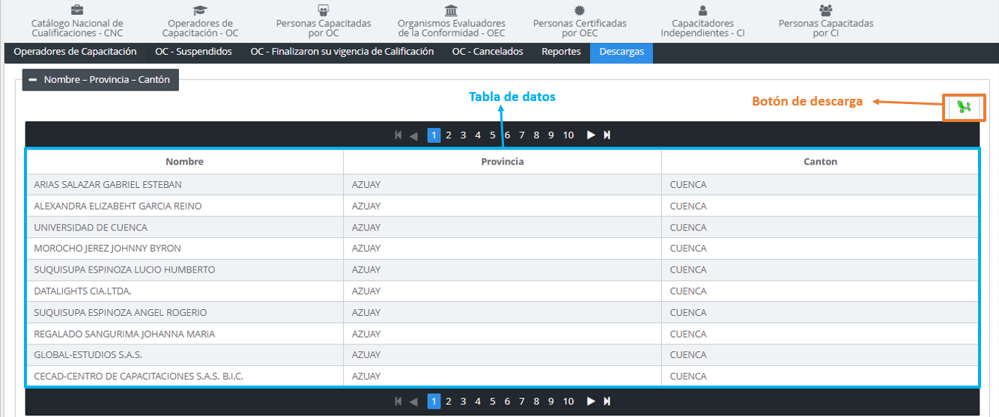 Catálogo Nacional de
Cualificaciones - CNC
Operadores de
Capacitación - OC
Personas Capacitadas
por OC
Organismos Evaluadores
de la Conformidad - OEC
Personas Certificadas
por OEC
Capacitadores
Independientes - CI
Personas Capacitadas
por CI
Operadores de Capacitación OC - Suspendidos OC - Finalizaron su vigencia de Calificación OC - Cancelados Reportes Descargas
Nombre – Provincia – Cantón
Tabla de datos
Botón de descarga
1 2 3 4 5 6 7 8 9 10
Nombre Provincia Canton
ARIAS SALAZAR GABRIEL ESTEBAN AZUAY CUENCA
ALEXANDRA ELIZABEHT GARCIA REINO AZUAY CUENCA
UNIVERSIDAD DE CUENCA AZUAY CUENCA
MOROCHO JEREZ JOHNNY BYRON AZUAY CUENCA
SUQUISUPA ESPINOZA LUCIO HUMBERTO AZUAY CUENCA
DATALIGHTS CIA.LTDA. AZUAY CUENCA
SUQUISUPA ESPINOZA ANGEL ROGERIO AZUAY CUENCA
REGALADO SANGURIMA JOHANNA MARIA AZUAY CUENCA
GLOBAL-ESTUDIOS S.A.S. AZUAY CUENCA
CECAD-CENTRO DE CAPACITACIONES S.A.S. B.I.C. AZUAY CUENCA
1 2 3 4 5 6 7 8 9 10